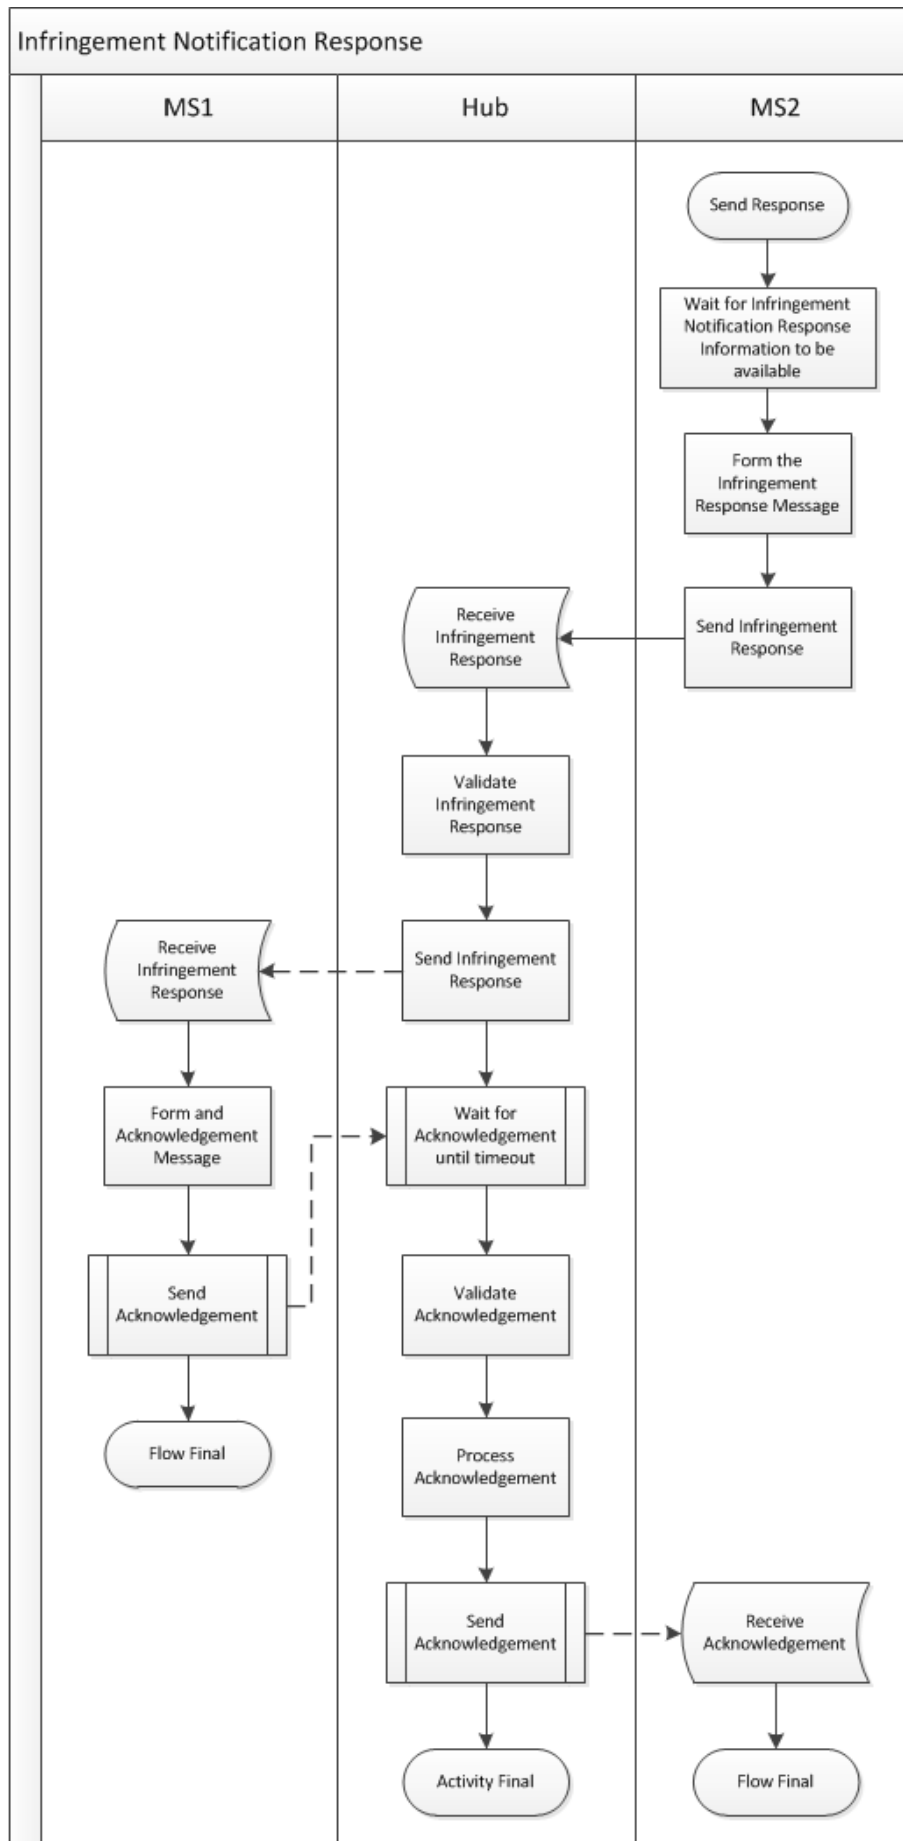 Infringement Notification Response
MS1
Hub
MS2
Send Response
Wait for Infringement
Notification Response
Information to be
available
Form the
Infringement
Response Message
Send Infringement
Response
Receive
Infringement
Response
Validate
Infringement
Response
Send Infringement
Response
Receive
Infringement
Response
Form and
Acknowledgement
Message
Wait for
Acknowledgement
until timeout
Send
Acknowledgement
Validate
Acknowledgement
Flow Final
Process
Acknowledgement
Send
Acknowledgement
Receive
Acknowledgement
Activity Final
Flow Final